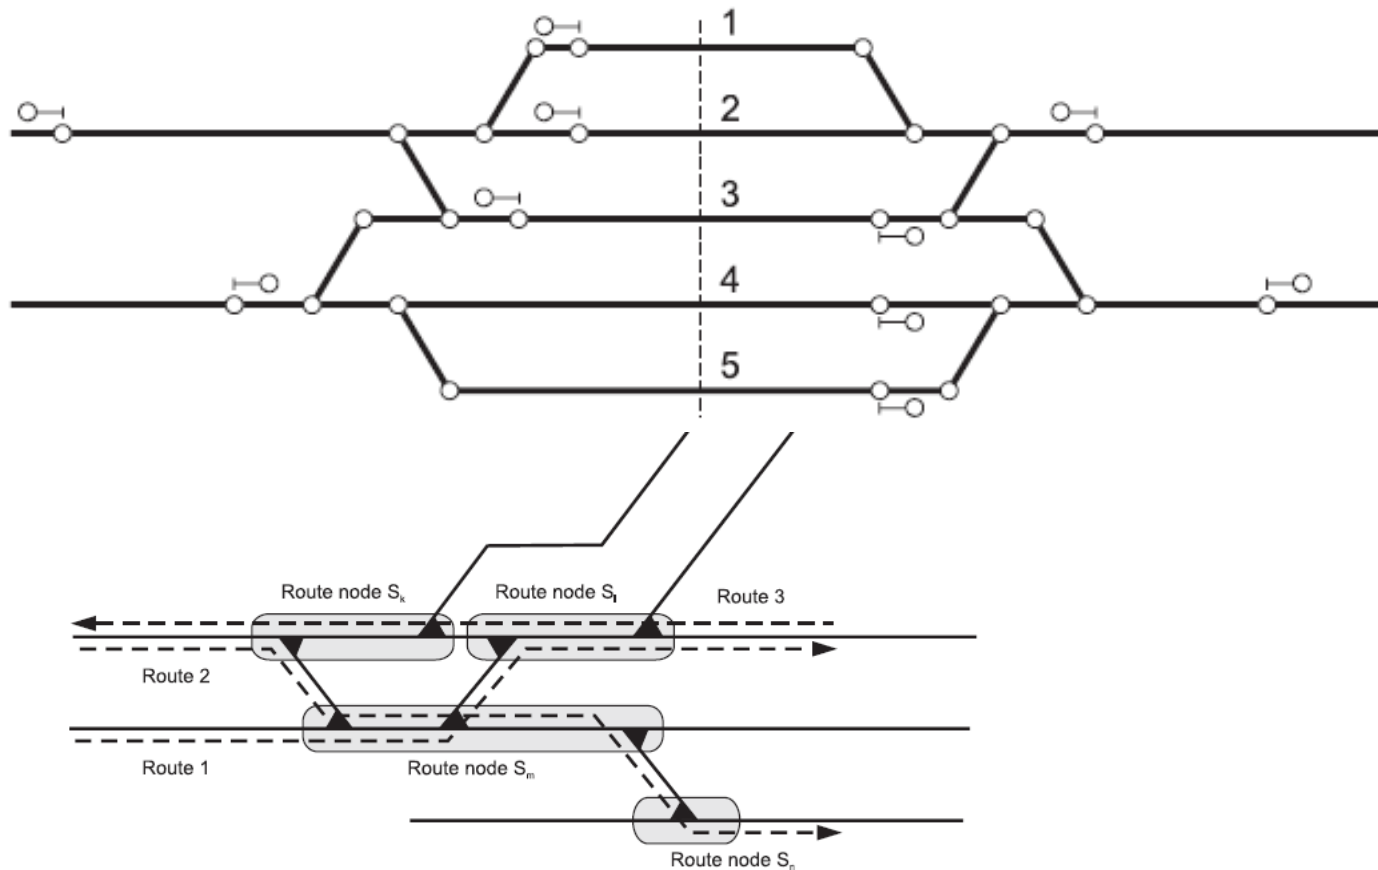 1
2
3
4
5
Route node Sₖ
Route node Sₗ
Route 3
Route 2
Route 1
Route node Sₘ
Route node Sₙ